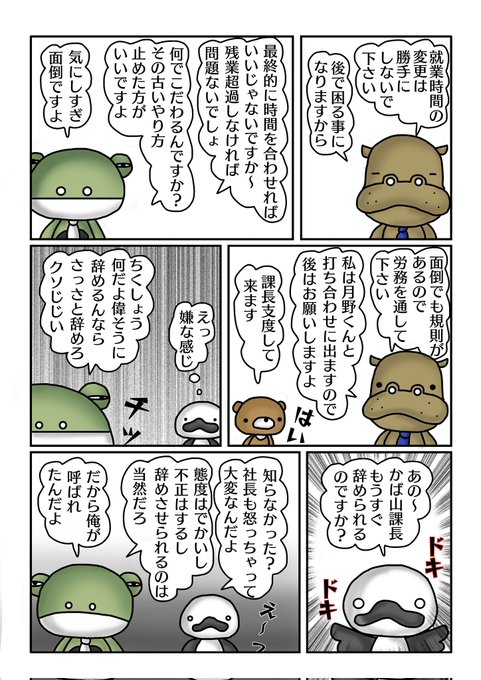 就業時間の
変更は
勝手に
しないで
下さい
後で困る事に
なりますから
最終的に時間を合わせれば
いいじゃないですか～
残業超過しなければ
問題ないでしょ
何でこだわるんですか？
その古いやり方
止めた方が
いいですよ
気にしすぎ
面倒ですよ
面倒でも規則が
あるので
労務を通して
下さい
私は月野くんと
打ち合わせに出ますので
後はお願いしますよ
課長支度して
来ます
はぃ
えっ
嫌な感じ
ちくしょう
何だよ偉そうに
辞めるんなら
さっさと辞めろ
クソじじい
チッ
あの～
かば山課長
もうすぐ
辞められる
のですか？
ドキ
ドキ
知らなかった？
社長も怒っちゃって
大変なんだよ
態度はでかいし
不正はするし
辞めさせられるのは
当然だろ
え～っ
だから俺が
呼ばれ
たんだよ